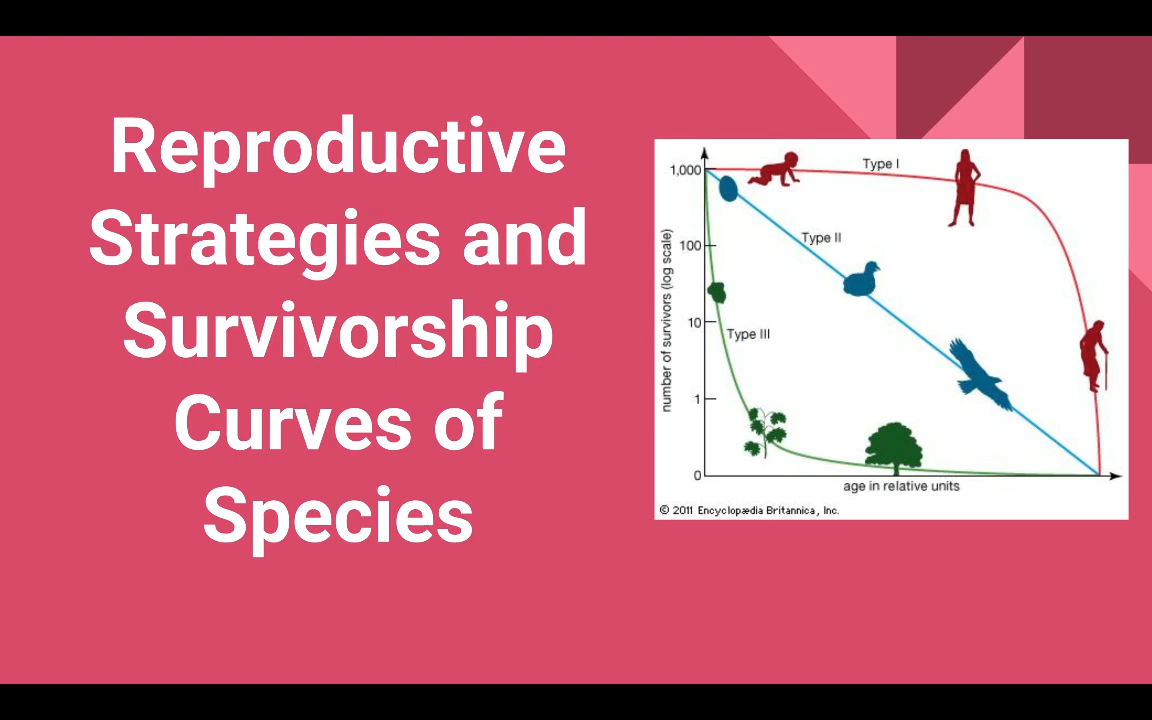 Reproductive
Strategies and
Survivorship
Curves of
Species
1,000
100
10
1
0
number of survivors (log scale)
Type I
Type II
Type III
age in relative units
© 2011 Encyclopædia Britannica, Inc.